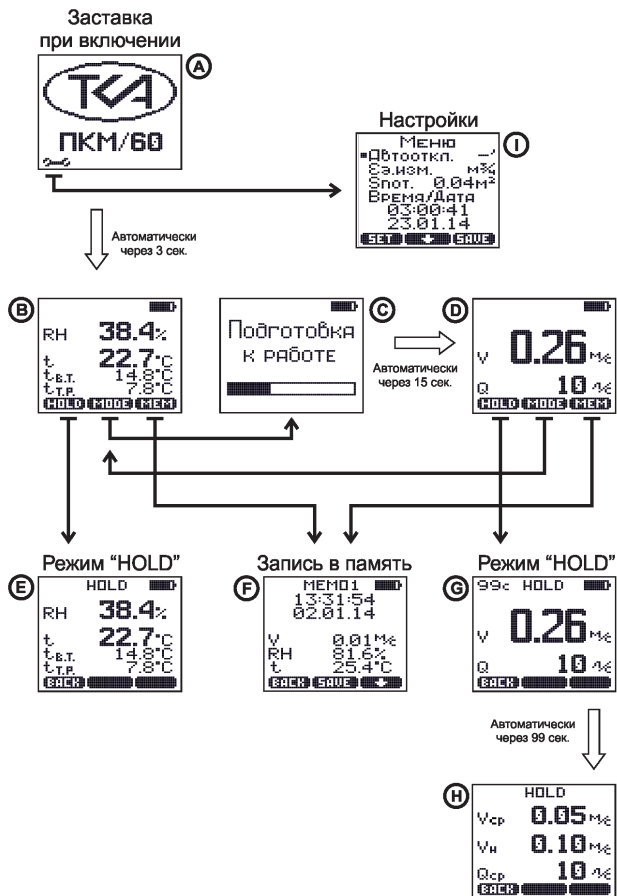 Заставка
при включении
A
ТКА
ПКМ/60
Настройки
I
Меню
Автооткл.
Ед.изм. м³/ч
Sпот. 0.04м²
Время/Дата
03:00:41
23.01.14
SET SAVE
Автоматически
через 3 сек.
B
RH 38.4%
t 22.7°C
tв.т. 14.8°C
tт.р. 7.8°C
HOLD MODE MEM
C
Подготовка
к работе
Автоматически
через 15 сек.
D
V 0.26 м/с
Q 10 л/с
HOLD MODE MEM
Режим "HOLD"
E
HOLD
RH 38.4%
t 22.7°C
tв.т. 14.8°C
tт.р. 7.8°C
BACK
Запись в память
F
MEM01
13:31:54
02.01.14
V 0.01м/с
RH 81.6%
t 25.4°C
BACK SAVE
Режим "HOLD"
G
99c HOLD
V 0.26 м/с
Q 10 л/с
BACK
Автоматически
через 99 сек.
H
HOLD
Vср 0.05 м/с
Vн 0.10 м/с
Qср 10 л/с
BACK